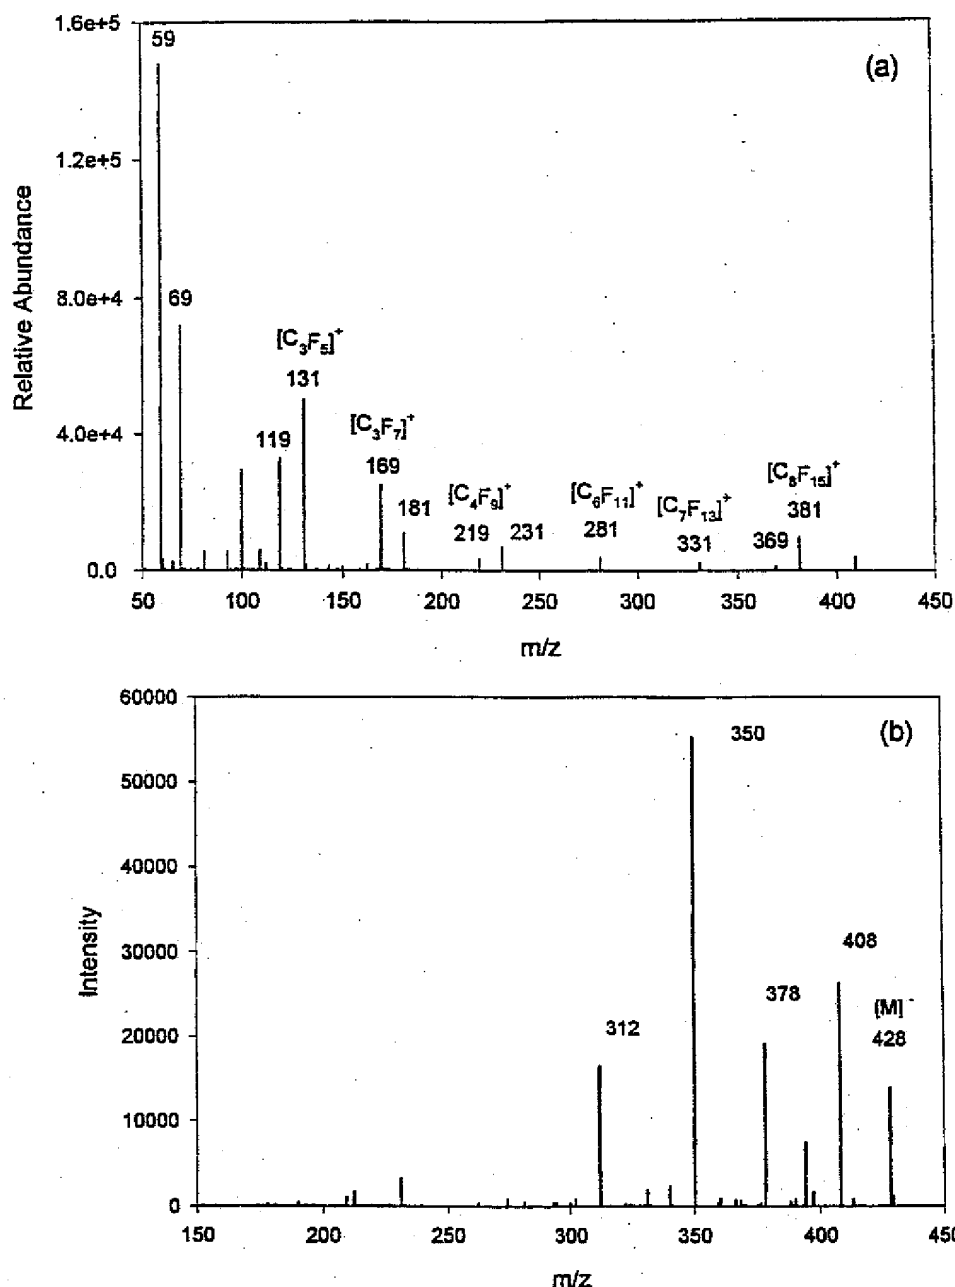 1.6e+5
59
(a)
1.2e+5
Relative Abundance
8.0e+4
69
[C3F5]+
131
[C3F7]+
4.0e+4
119
169
[C8F15]+
[C4F9]+
[C6F11]+
[C7F13]+
381
181
219
231
281
331
369
0.0
50 100 150 200 250 300 350 400 450
m/z
60000
(b)
350
50000
40000
Intensity
408
30000
378
[M]-
312
428
20000
10000
0
150 200 250 300 350 400 450
m/z